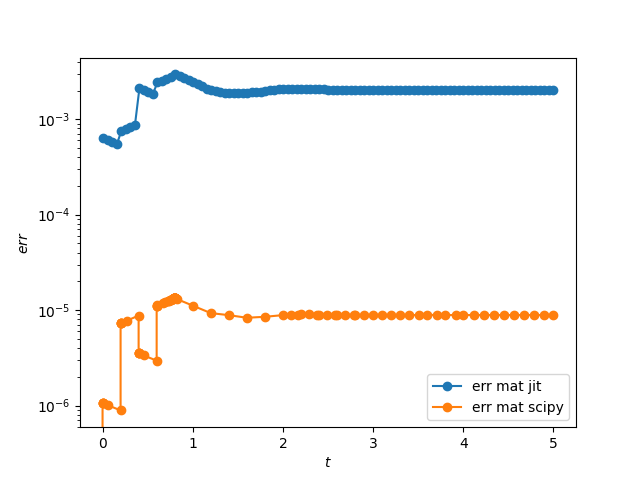 10⁻³
10⁻⁴
10⁻⁵
10⁻⁶
err
0 1 2 3 4 5
t
err mat jit
err mat scipy